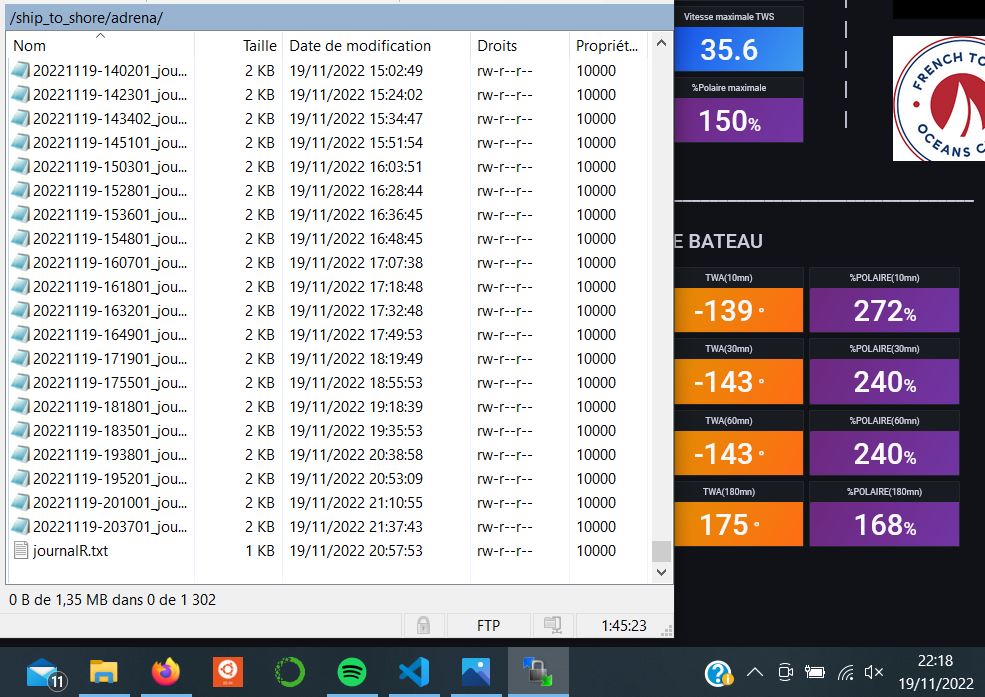 /ship_to_shore/adrena/
Nom Taille Date de modification Droits Propriét...
20221119-140201_jou... 2 KB 19/11/2022 15:02:49 rw-r--r-- 10000
20221119-142301_jou... 2 KB 19/11/2022 15:24:02 rw-r--r-- 10000
20221119-143402_jou... 2 KB 19/11/2022 15:34:47 rw-r--r-- 10000
20221119-145101_jou... 2 KB 19/11/2022 15:51:54 rw-r--r-- 10000
20221119-150301_jou... 2 KB 19/11/2022 16:03:51 rw-r--r-- 10000
20221119-152801_jou... 2 KB 19/11/2022 16:28:44 rw-r--r-- 10000
20221119-153601_jou... 2 KB 19/11/2022 16:36:45 rw-r--r-- 10000
20221119-154801_jou... 2 KB 19/11/2022 16:48:45 rw-r--r-- 10000
20221119-160701_jou... 2 KB 19/11/2022 17:07:38 rw-r--r-- 10000
20221119-161801_jou... 2 KB 19/11/2022 17:18:48 rw-r--r-- 10000
20221119-163201_jou... 2 KB 19/11/2022 17:32:48 rw-r--r-- 10000
20221119-164901_jou... 2 KB 19/11/2022 17:49:53 rw-r--r-- 10000
20221119-171901_jou... 2 KB 19/11/2022 18:19:49 rw-r--r-- 10000
20221119-175501_jou... 2 KB 19/11/2022 18:55:53 rw-r--r-- 10000
20221119-181801_jou... 2 KB 19/11/2022 19:18:39 rw-r--r-- 10000
20221119-183501_jou... 2 KB 19/11/2022 19:35:53 rw-r--r-- 10000
20221119-193801_jou... 2 KB 19/11/2022 20:38:58 rw-r--r-- 10000
20221119-195201_jou... 2 KB 19/11/2022 20:53:09 rw-r--r-- 10000
20221119-201001_jou... 2 KB 19/11/2022 21:10:55 rw-r--r-- 10000
20221119-203701_jou... 2 KB 19/11/2022 21:37:43 rw-r--r-- 10000
journalR.txt 1 KB 19/11/2022 20:57:53 rw-r--r-- 10000
0 B de 1,35 MB dans 0 de 1 302
FTP 1:45:23
Vitesse maximale TWS
35.6
%Polaire maximale
150%
FRENCH TO
OCEANS C
E BATEAU
TWA(10mn) %POLAIRE(10mn)
-139 ° 272%
TWA(30mn) %POLAIRE(30mn)
-143 ° 240%
TWA(60mn) %POLAIRE(60mn)
-143 ° 240%
TWA(180mn) %POLAIRE(180mn)
175 ° 168%
11
22:18
19/11/2022